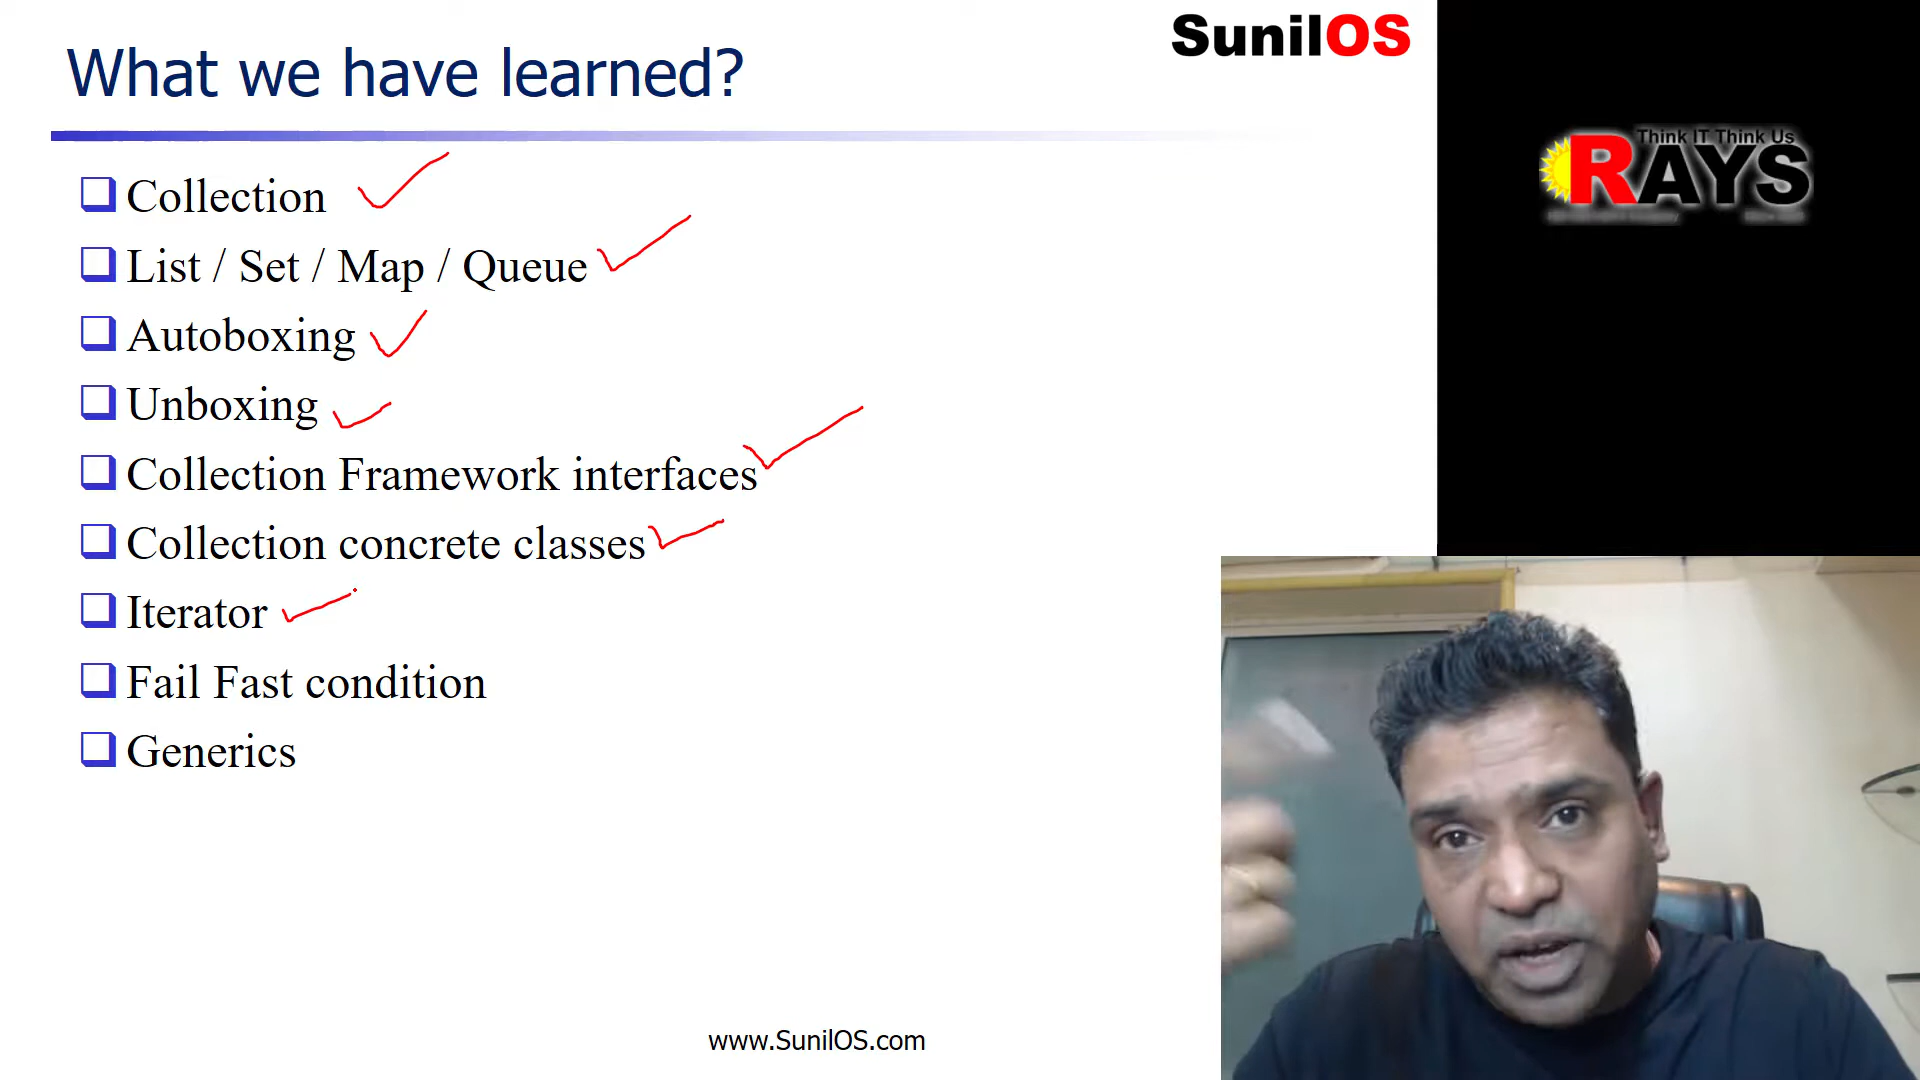 What we have learned?
SunilOS
Think IT Think Us
RAYS
Collection
List / Set / Map / Queue
Autoboxing
Unboxing
Collection Framework interfaces
Collection concrete classes
Iterator
Fail Fast condition
Generics
www.SunilOS.com